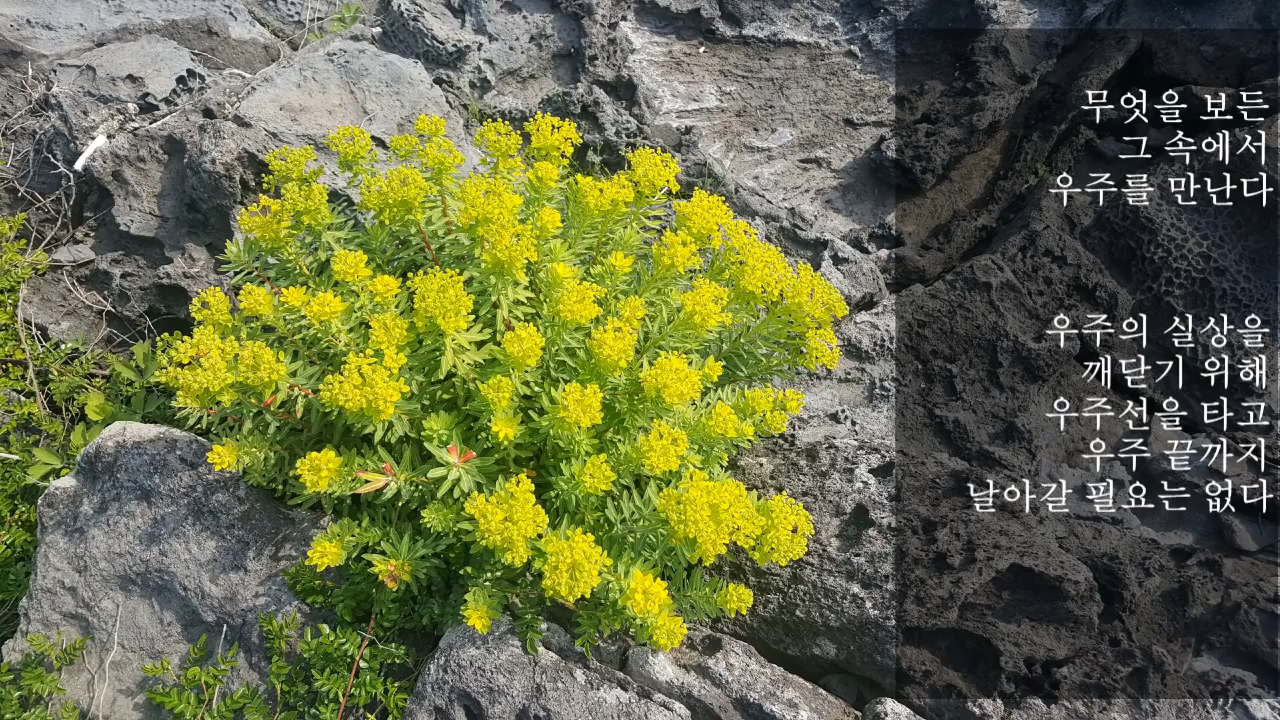 무엇을 보든
그 속에서
우주를 만난다
우주의 실상을
깨닫기 위해
우주선을 타고
우주 끝까지
날아갈 필요는 없다